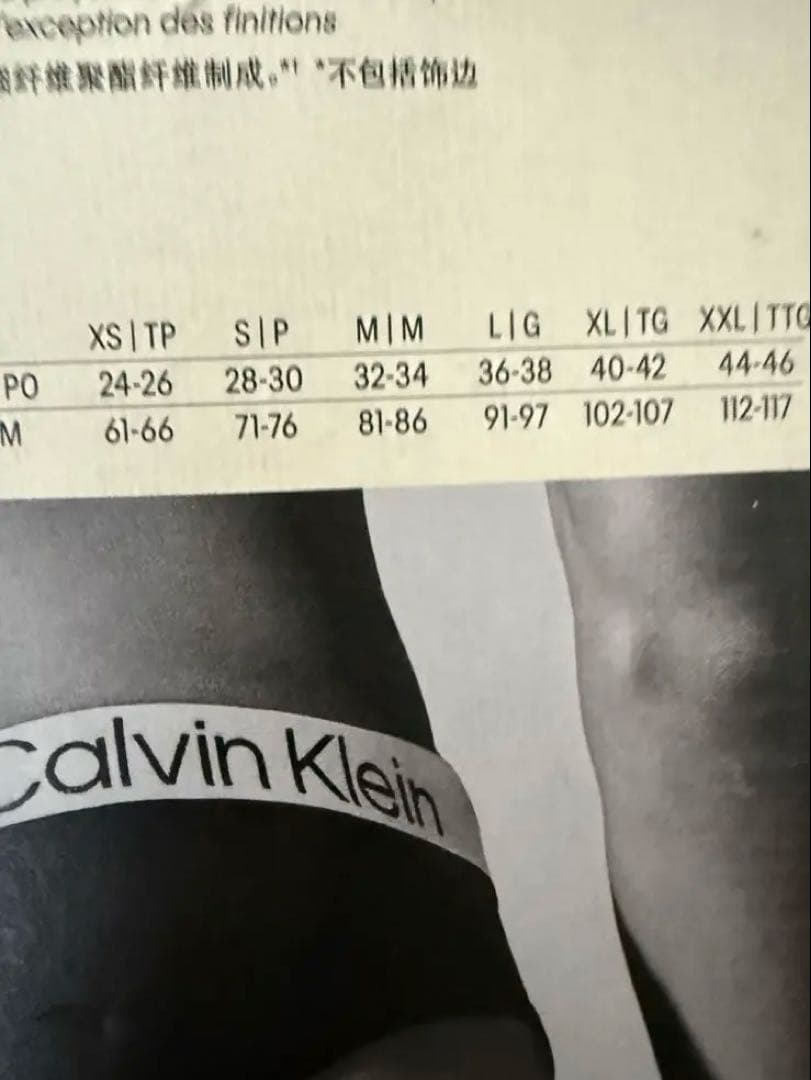 l'exception des finitions
纤维聚酯纤维制成。*† *不包括饰边
XS|TP S|P M|M L|G XL|TG XXL|TTG
PO 24-26 28-30 32-34 36-38 40-42 44-46
M 61-66 71-76 81-86 91-97 102-107 112-117
Calvin Klein